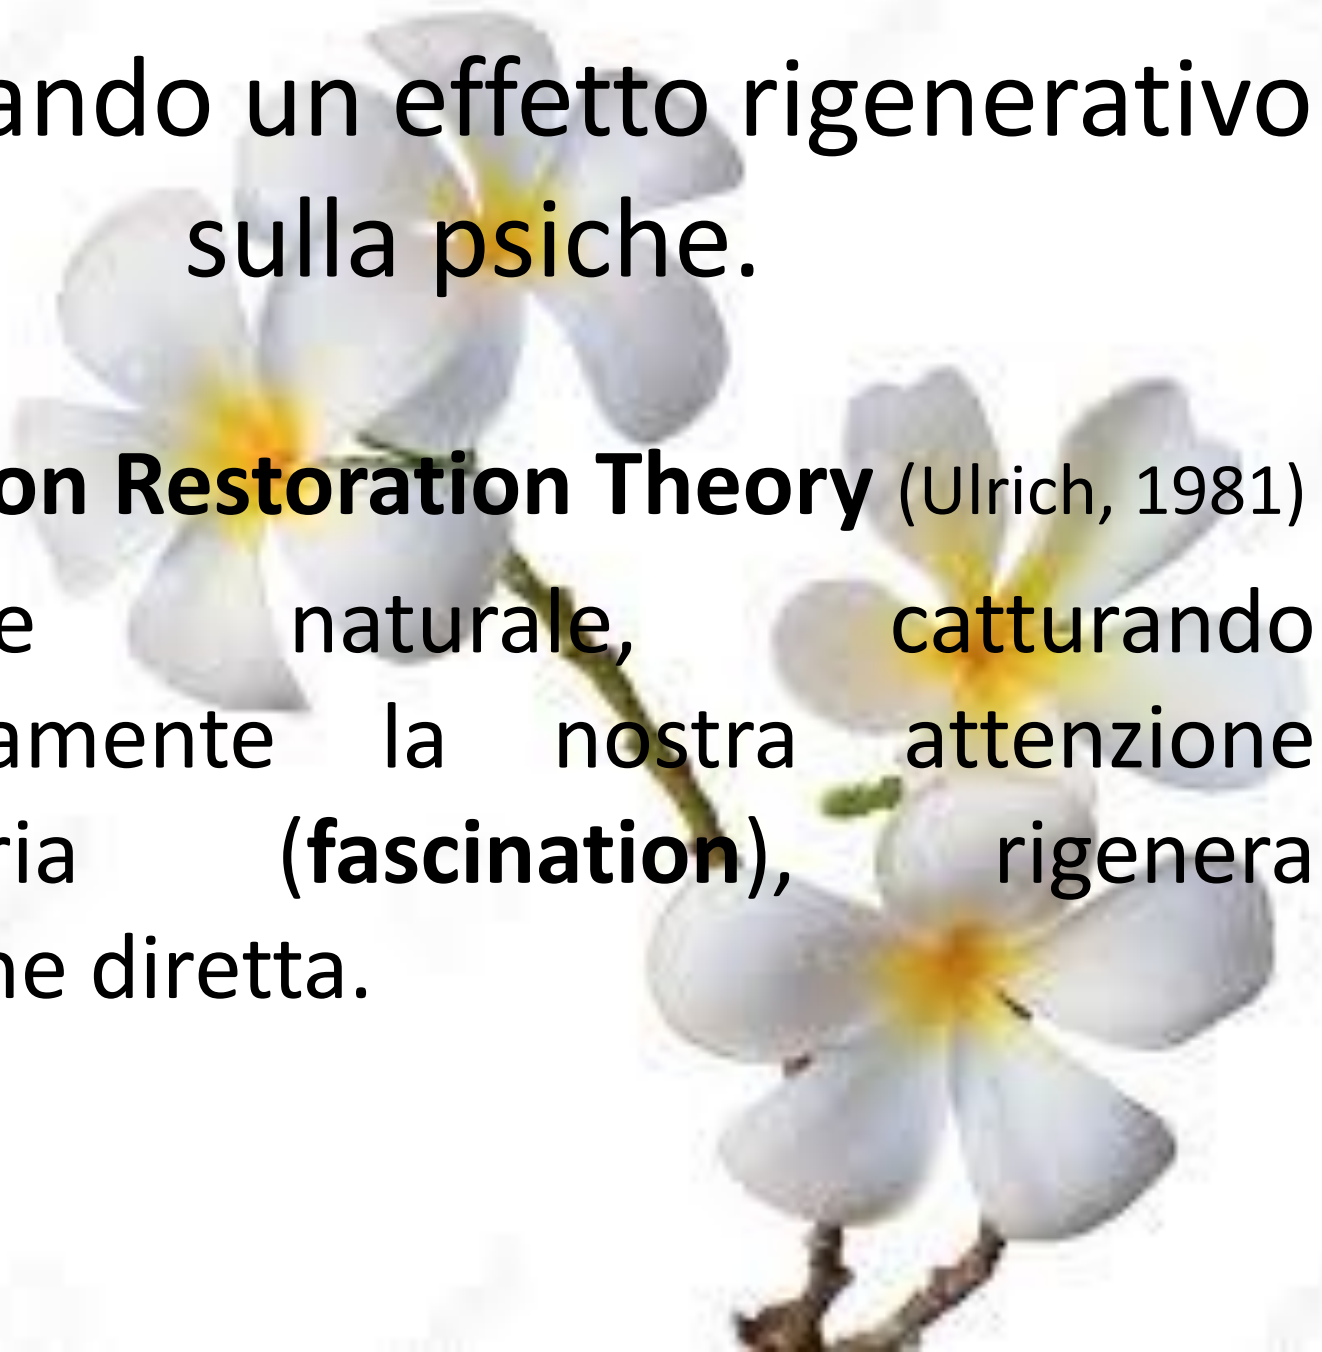 ando un effetto rigenerativo
sulla psiche.
on Restoration Theory (Ulrich, 1981)
e naturale, catturando
amente la nostra attenzione
ria (fascination), rigenera
ne diretta.